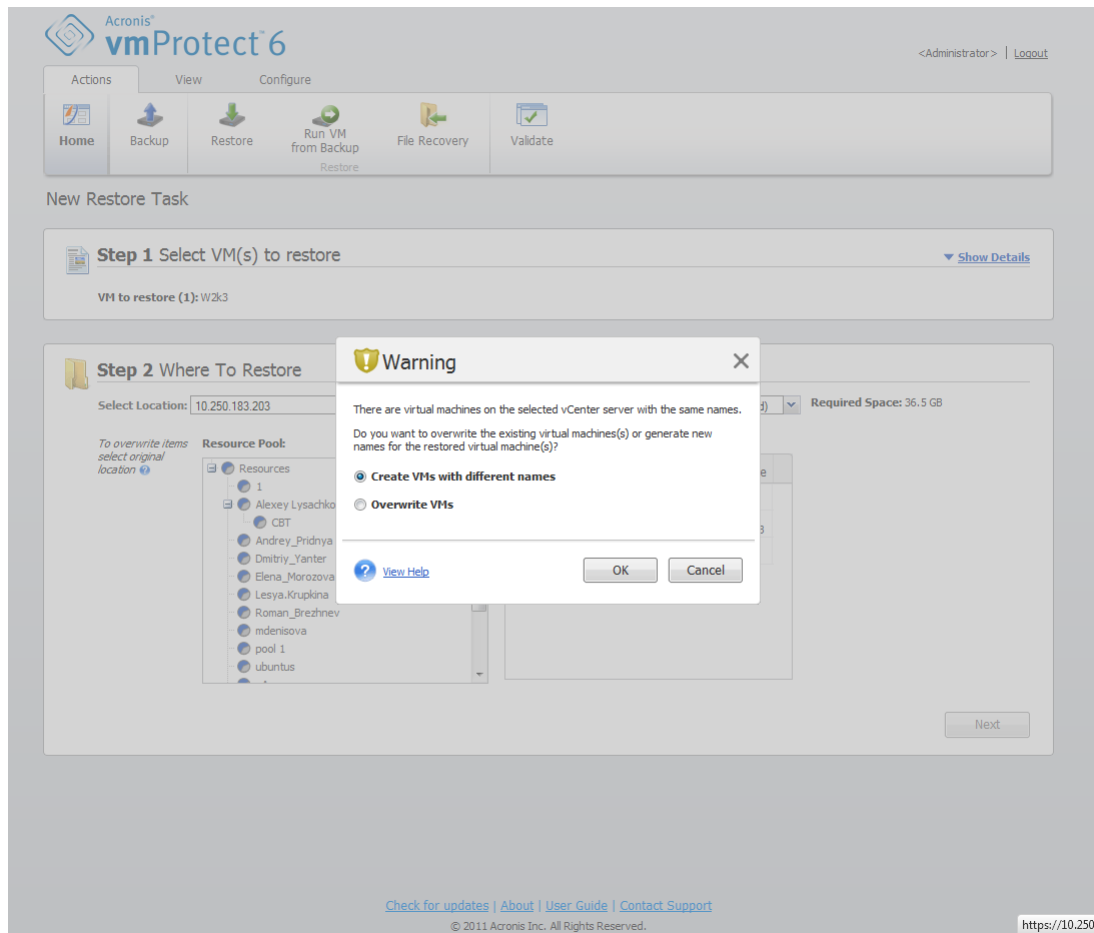 Acronis®
vmProtect™ 6
<Administrator> | Logout
Actions View Configure
Home
Backup
Restore
Run VM
from Backup
File Recovery
Validate
Restore
New Restore Task
Step 1 Select VM(s) to restore
Show Details
VM to restore (1): W2k3
Step 2 Where To Restore
Select Location: 10.250.183.203
Required Space: 36.5 GB
To overwrite items
select original
location
Resource Pool:
Resources
1
Alexey Lysachko
CBT
Andrey_Pridnya
Dmitriy_Yanter
Elena_Morozova
Lesya.Krupkina
Roman_Brezhnev
mdenisova
pool 1
ubuntus
Warning
There are virtual machines on the selected vCenter server with the same names.
Do you want to overwrite the existing virtual machines(s) or generate new
names for the restored virtual machine(s)?
Create VMs with different names
Overwrite VMs
View Help
OK
Cancel
Next
Check for updates | About | User Guide | Contact Support
© 2011 Acronis Inc. All Rights Reserved.
https://10.250